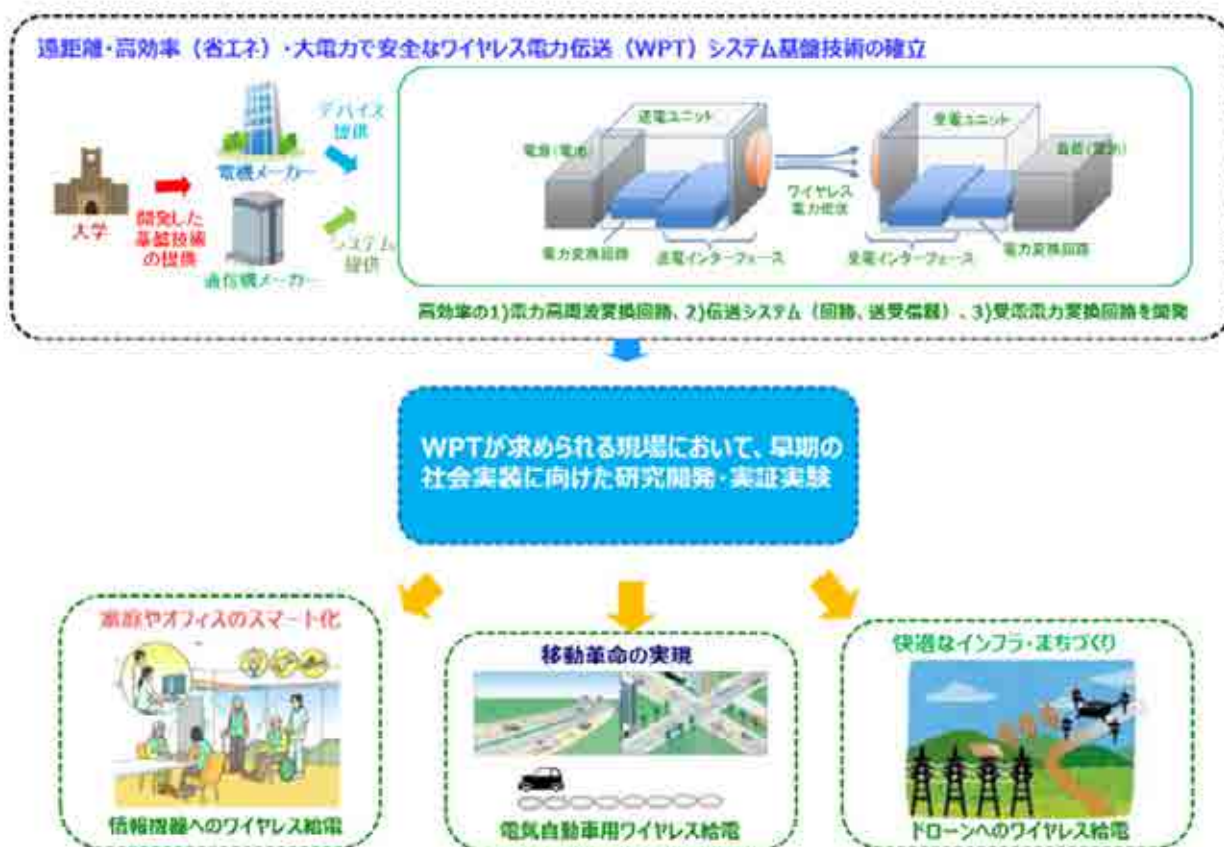 遠距離・高効率（省エネ）・大電力で安全なワイヤレス電力伝送（WPT）システム基盤技術の確立
大学
開発した
基盤技術
の提供
電機メーカー
通信機メーカー
デバイス
提供
システム
提供
送電ユニット
電源（電池）
電力変換回路
送電インターフェース
ワイヤレス
電力伝送
受電ユニット
負荷（電池）
受電インターフェース
電力変換回路
高効率の1)電力高周波変換回路、2)伝送システム（回路、送受信器）、3)受電電力変換回路を開発
WPTが求められる現場において、早期の
社会実装に向けた研究開発・実証実験
家庭やオフィスのスマート化
情報機器へのワイヤレス給電
移動革命の実現
電気自動車用ワイヤレス給電
快適なインフラ・まちづくり
ドローンへのワイヤレス給電